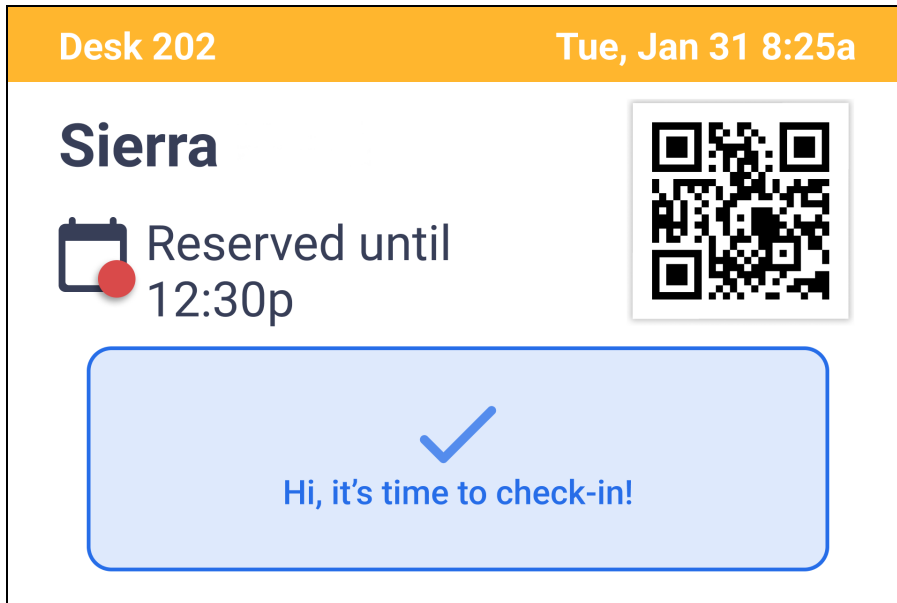 Desk 202 Tue, Jan 31 8:25a
Sierra
Reserved until
12:30p
Hi, it’s time to check-in!